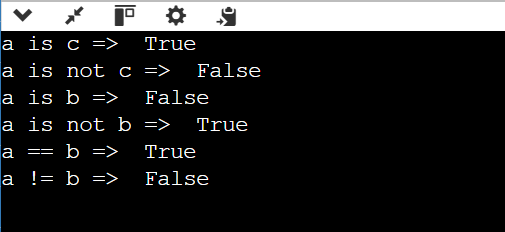 a is c =>  True
a is not c =>  False
a is b =>  False
a is not b =>  True
a == b =>  True
a != b =>  False